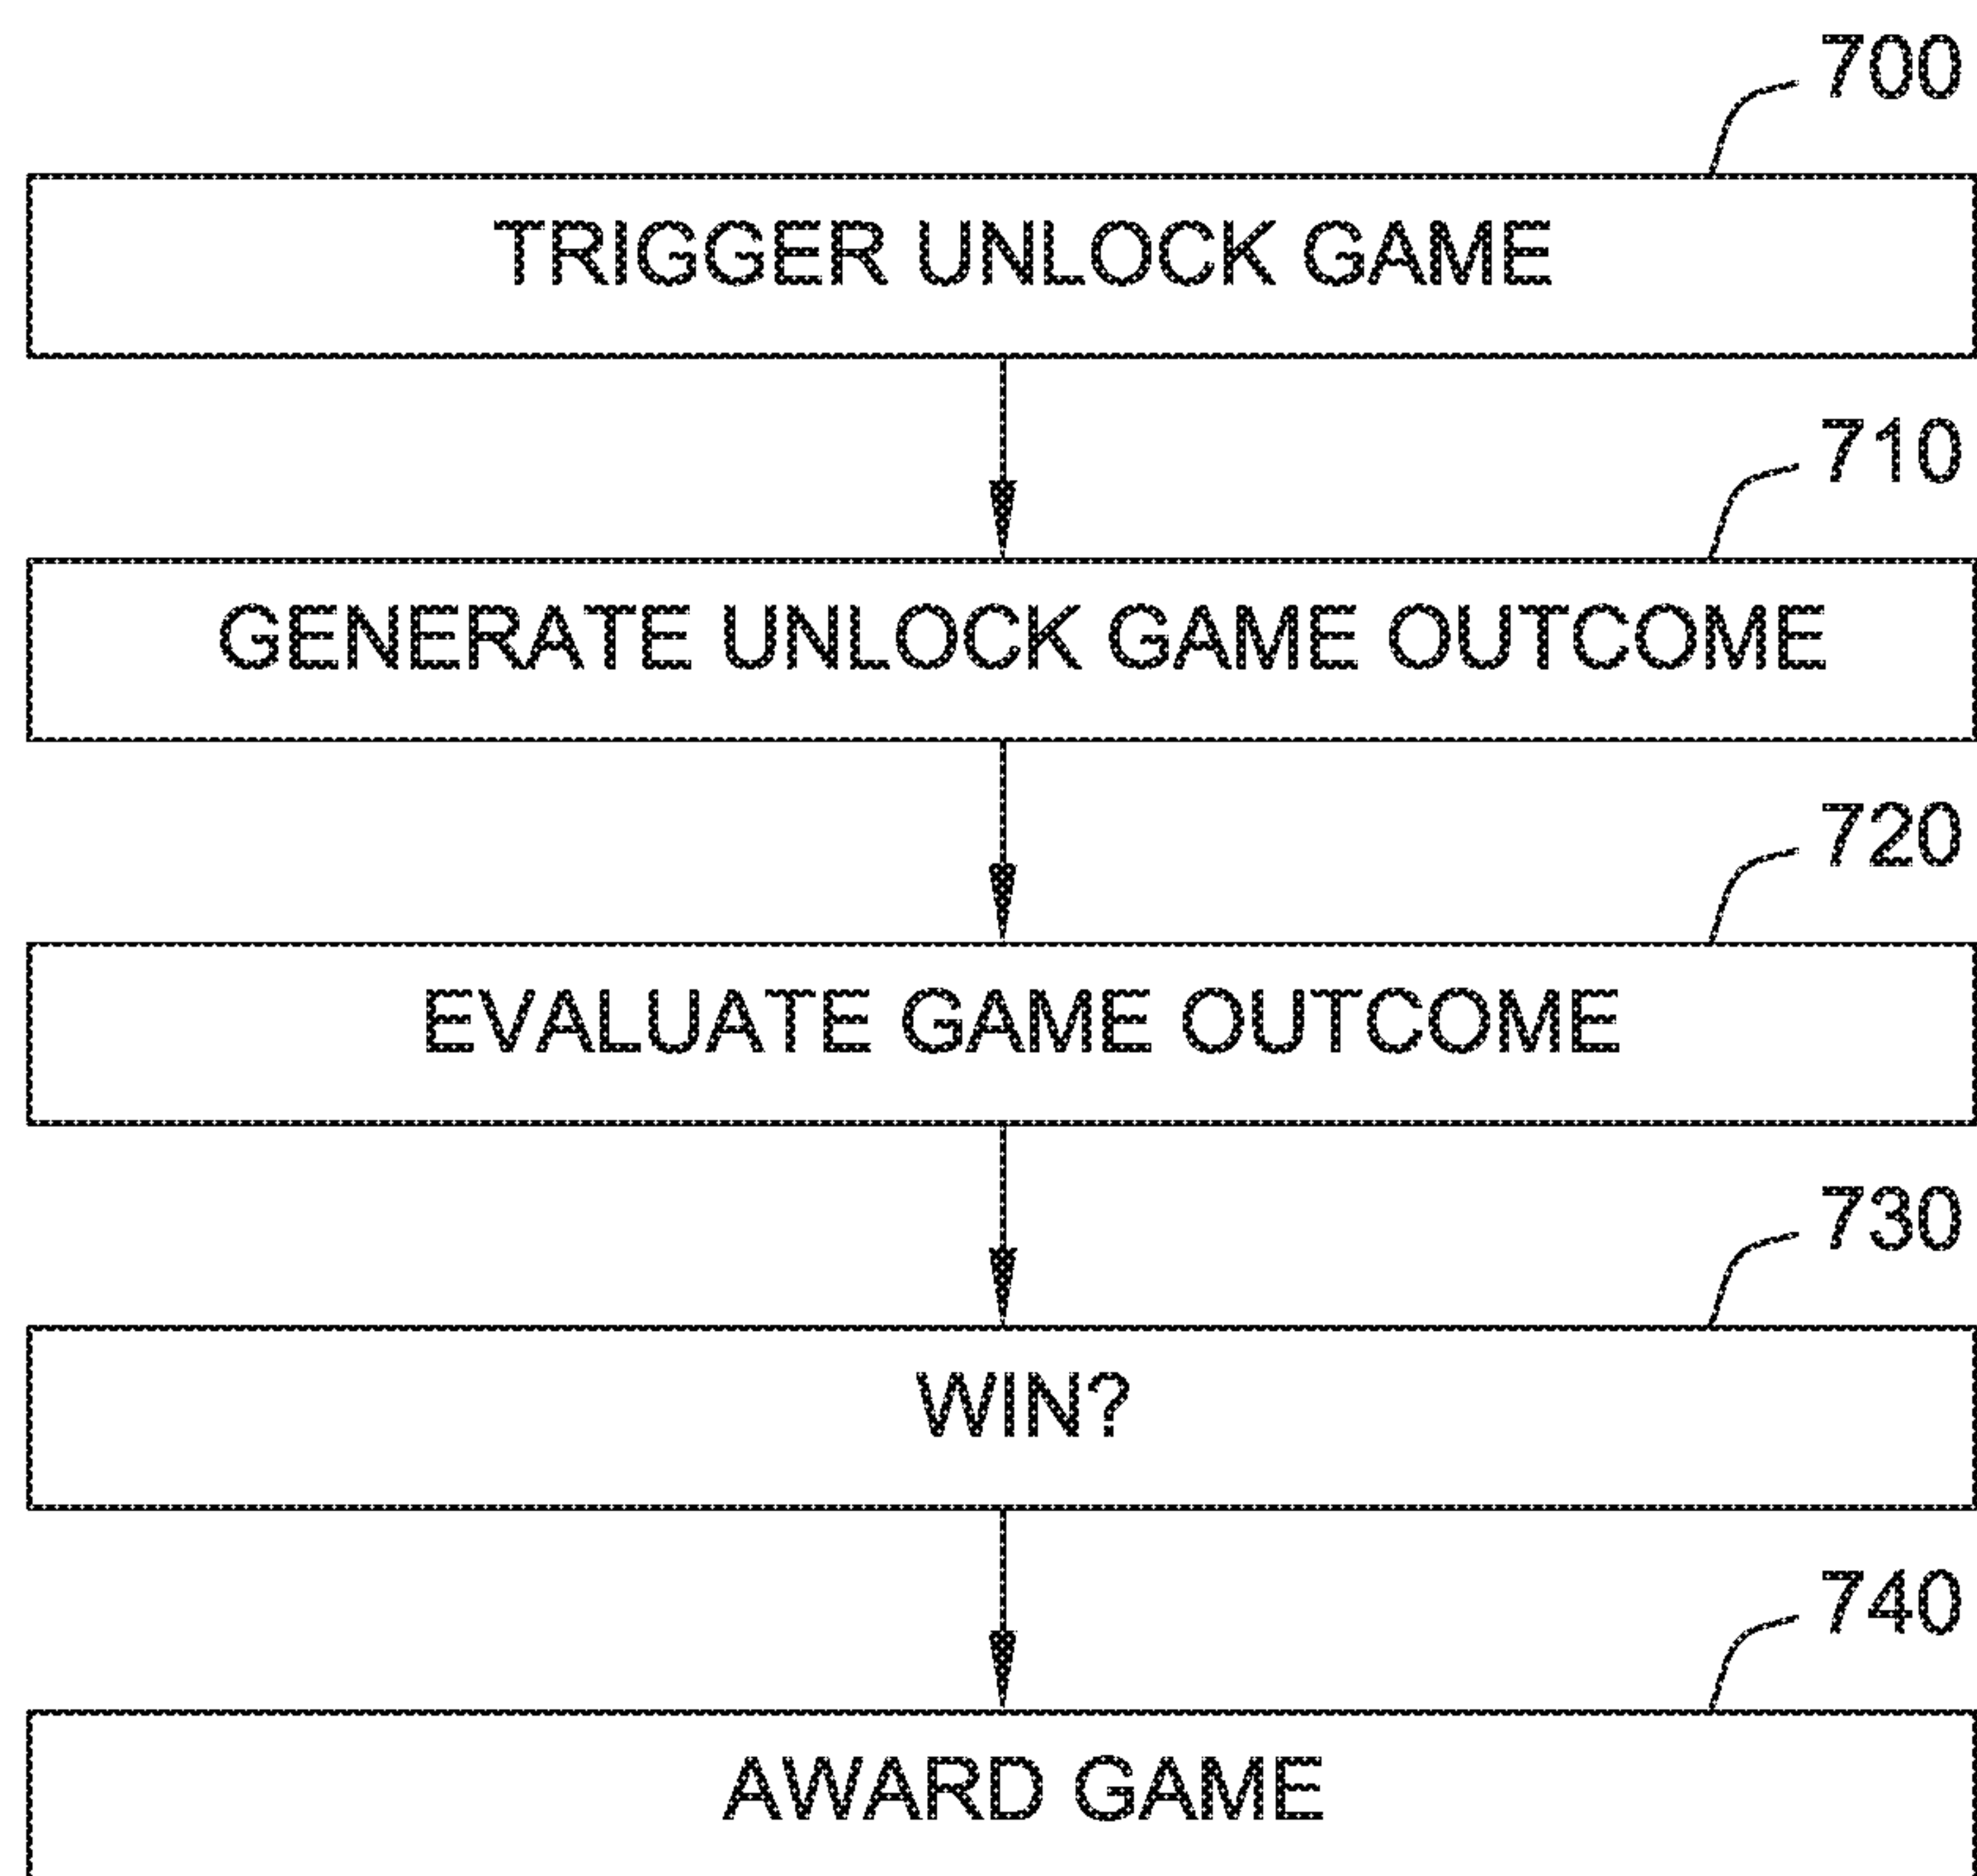 700
TRIGGER UNLOCK GAME
710
GENERATE UNLOCK GAME OUTCOME
720
EVALUATE GAME OUTCOME
730
WIN?
740
AWARD GAME